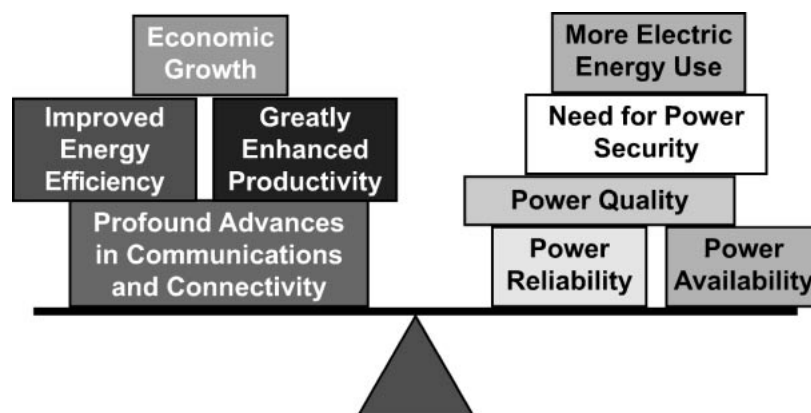 Economic
Growth
Improved
Energy
Efficiency
Greatly
Enhanced
Productivity
Profound Advances
in Communications
and Connectivity
More Electric
Energy Use
Need for Power
Security
Power Quality
Power
Reliability
Power
Availability